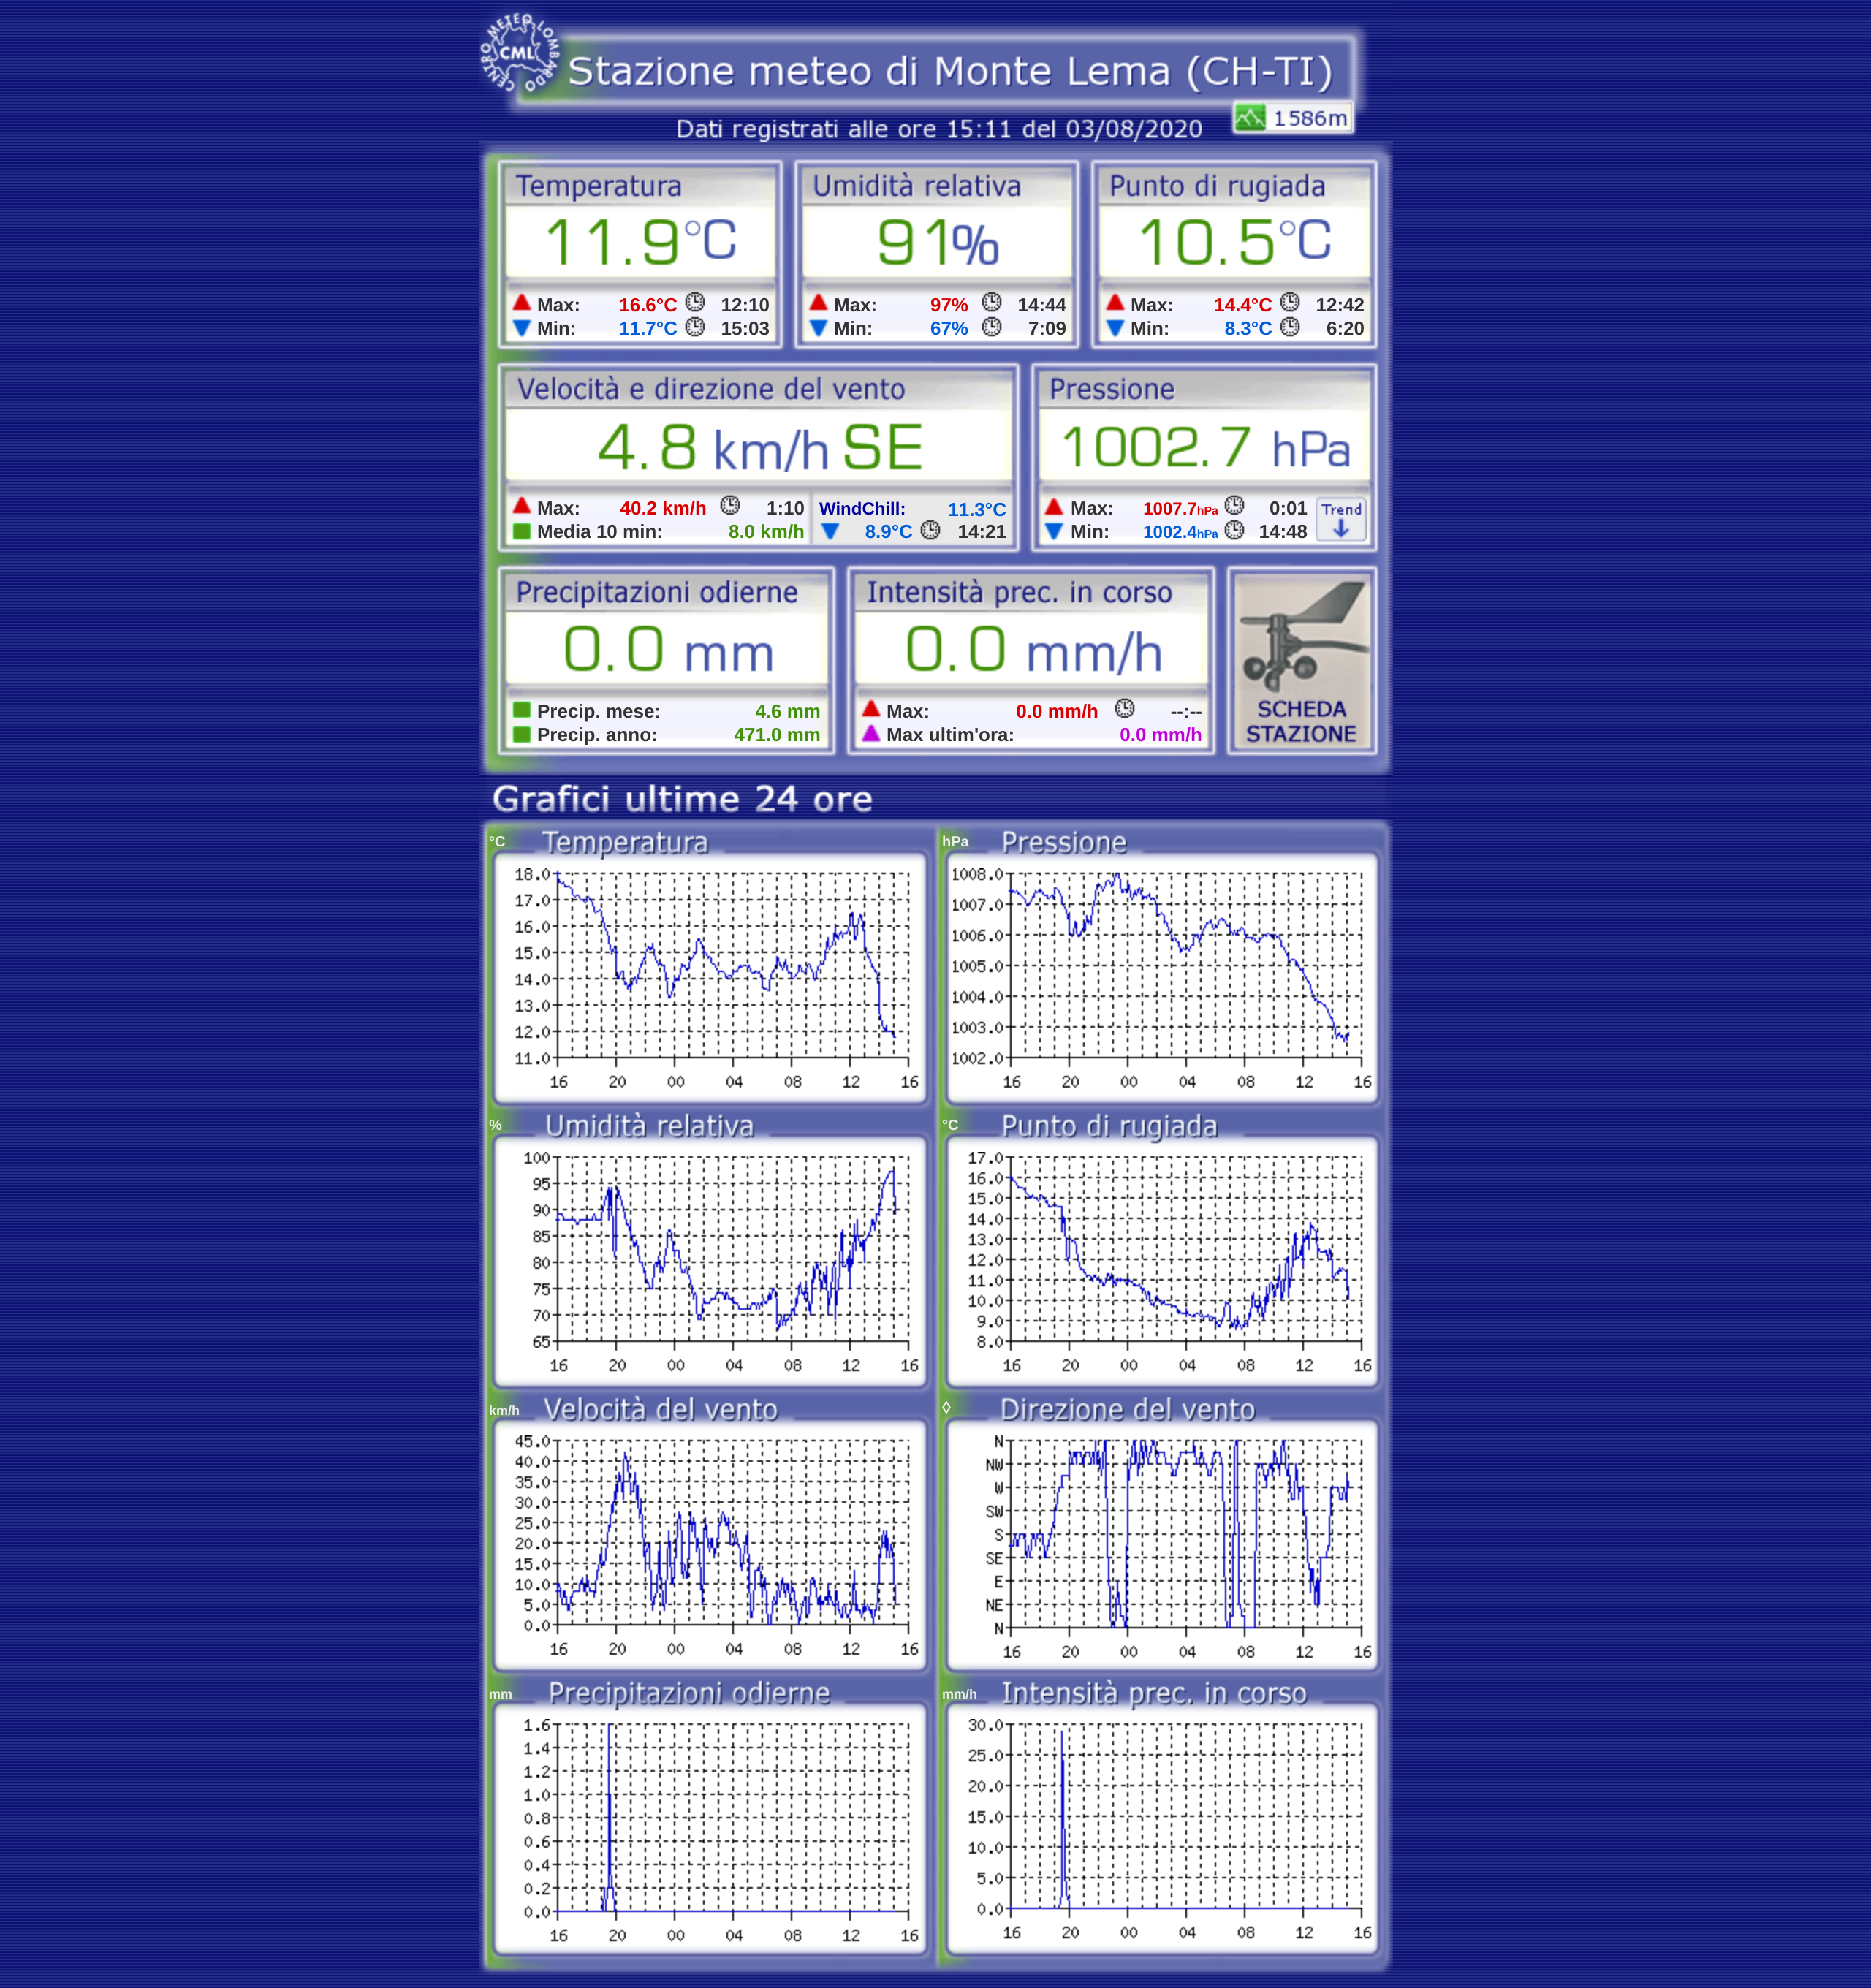 CENTRO METEO LOMBARDO
CML
Stazione meteo di Monte Lema (CH-TI)
1586m
Dati registrati alle ore 15:11 del 03/08/2020
Temperatura Umidità relativa Punto di rugiada
11.9°C 91% 10.5°C
Max: 16.6°C 12:10 Max: 97% 14:44 Max: 14.4°C 12:42
Min: 11.7°C 15:03 Min: 67% 7:09 Min: 8.3°C 6:20
Velocità e direzione del vento Pressione
4.8 km/h SE 1002.7 hPa
Max: 40.2 km/h 1:10 WindChill: 11.3°C Max: 1007.7hPa 0:01 Trend
Media 10 min: 8.0 km/h 8.9°C 14:21 Min: 1002.4hPa 14:48
Precipitazioni odierne Intensità prec. in corso
0.0 mm 0.0 mm/h
Precip. mese: 4.6 mm Max: 0.0 mm/h --:-- SCHEDA
Precip. anno: 471.0 mm Max ultim'ora: 0.0 mm/h STAZIONE
Grafici ultime 24 ore
°C Temperatura
18.0
17.0
16.0
15.0
14.0
13.0
12.0
11.0
16 20 00 04 08 12 16
hPa Pressione
1008.0
1007.0
1006.0
1005.0
1004.0
1003.0
1002.0
16 20 00 04 08 12 16
% Umidità relativa
100
95
90
85
80
75
70
65
16 20 00 04 08 12 16
°C Punto di rugiada
17.0
16.0
15.0
14.0
13.0
12.0
11.0
10.0
9.0
8.0
16 20 00 04 08 12 16
km/h Velocità del vento
45.0
40.0
35.0
30.0
25.0
20.0
15.0
10.0
5.0
0.0
16 20 00 04 08 12 16
◊ Direzione del vento
N
NW
W
SW
S
SE
E
NE
N
16 20 00 04 08 12 16
mm Precipitazioni odierne
1.6
1.4
1.2
1.0
0.8
0.6
0.4
0.2
0.0
16 20 00 04 08 12 16
mm/h Intensità prec. in corso
30.0
25.0
20.0
15.0
10.0
5.0
0.0
16 20 00 04 08 12 16